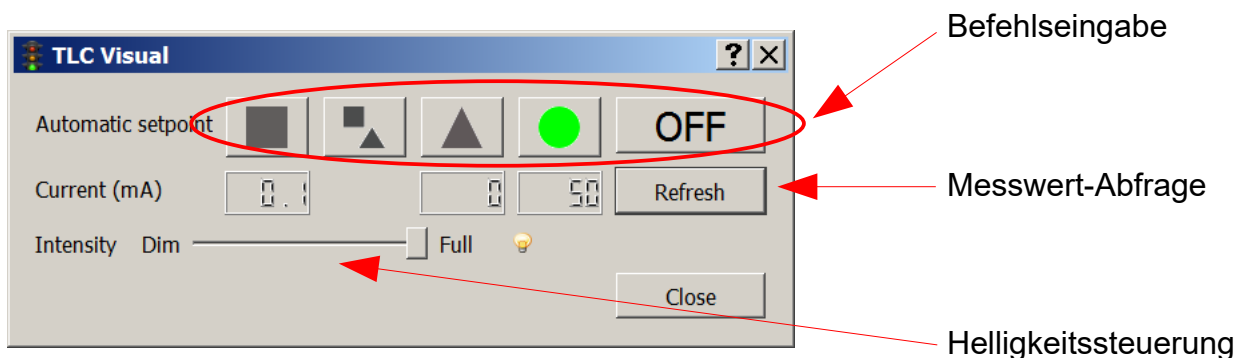 Befehlseingabe
TLC Visual
Automatic setpoint OFF
Current (mA) 0.1 0 50 Refresh
Messwert-Abfrage
Intensity Dim Full
Close
Helligkeitssteuerung